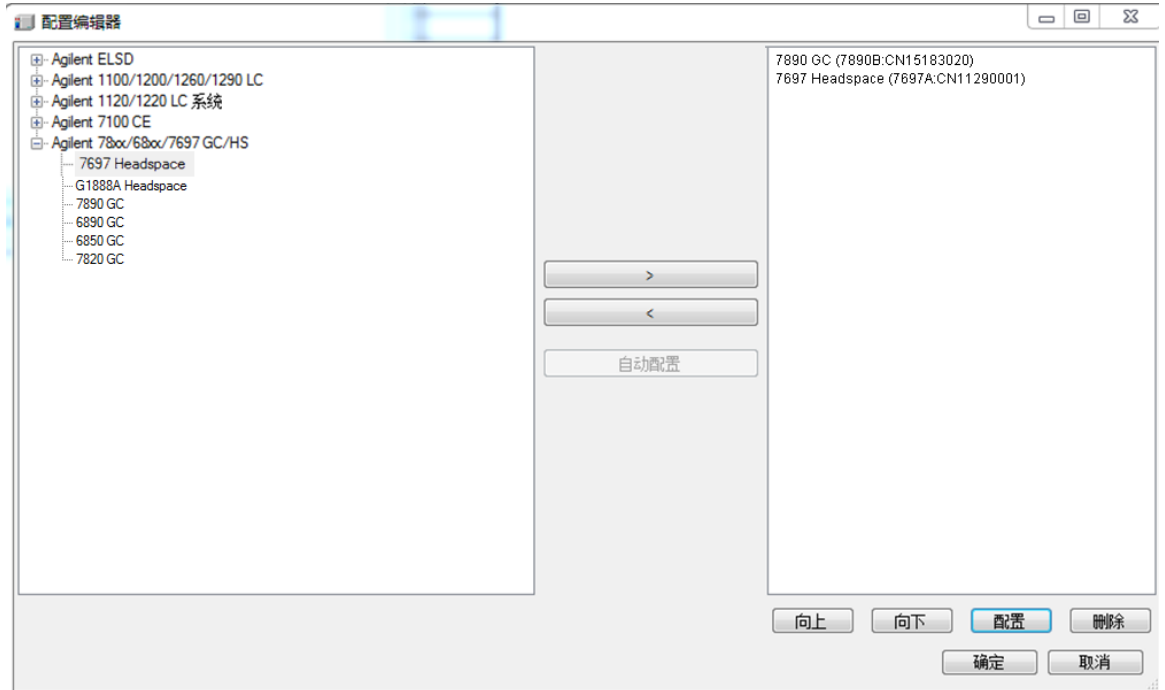 配置编辑器
Agilent ELSD
Agilent 1100/1200/1260/1290 LC
Agilent 1120/1220 LC 系统
Agilent 7100 CE
Agilent 78xx/68xx/7697 GC/HS
7697 Headspace
G1888A Headspace
7890 GC
6890 GC
6850 GC
7820 GC
>
<
自动配置
7890 GC (7890B:CN15183020)
7697 Headspace (7697A:CN11290001)
向上 向下 配置 删除
确定 取消